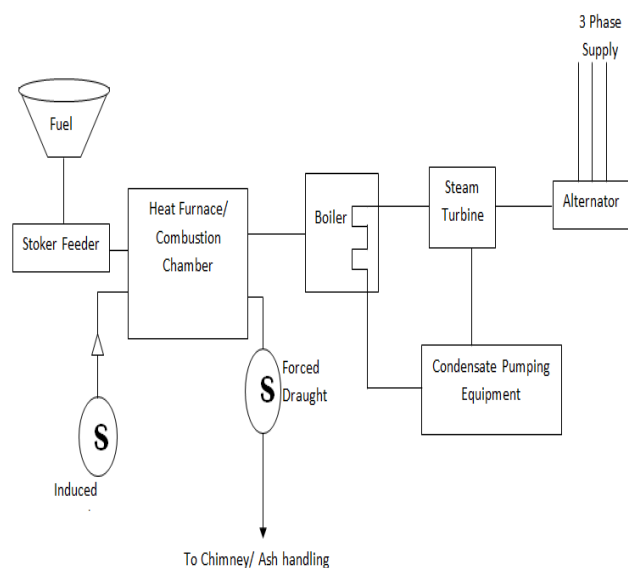 3 Phase
Supply
Fuel
Stoker Feeder
Heat Furnace/
Combustion
Chamber
Boiler
Steam
Turbine
Alternator
Condensate Pumping
Equipment
S
Forced
Draught
S
Induced
To Chimney/ Ash handling